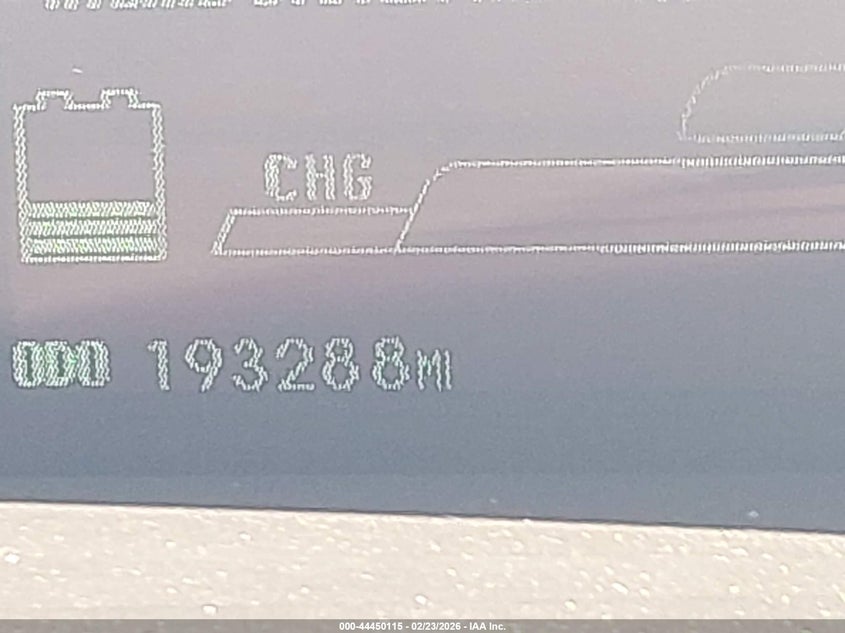 CHG
ODO 193288MI
000-44450115 - 02/23/2026 - IAA Inc.